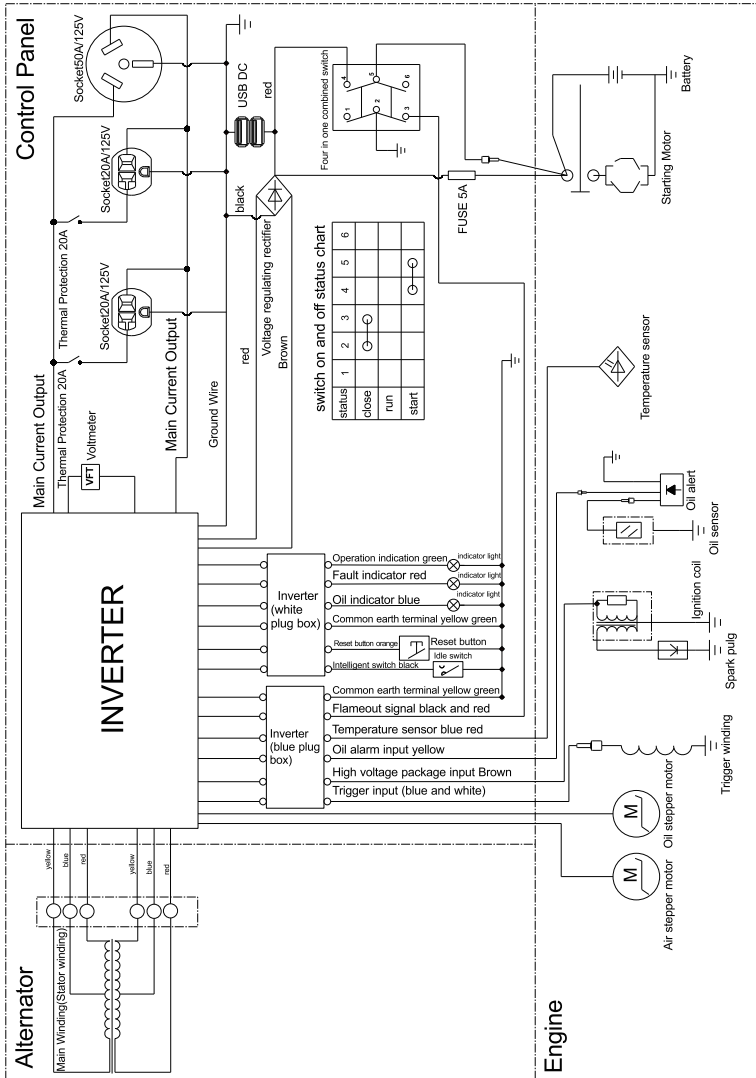 Control Panel
Socket50A/125V
Socket20A/125V
Socket20A/125V
Thermal Protection 20A
Thermal Protection 20A
Main Current Output
Main Current Output
Voltmeter
VFT
Ground Wire
USB DC
red
black
red
Voltage regulating rectifier
Brown
Four in one combined switch
1
2
3
4
5
6
FUSE 5A
switch on and off status chart
status 1 2 3 4 5 6
close
run
start
INVERTER
Inverter
(white
plug box)
Operation indication green
indicator light
Fault indicator red
indicator light
Oil indicator blue
indicator light
Common earth terminal yellow green
Reset button orange
Reset button
Intelligent switch black
Idle switch
Inverter
(blue plug
box)
Common earth terminal yellow green
Flameout signal black and red
Temperature sensor blue red
Oil alarm input yellow
High voltage package input Brown
Trigger input (blue and white)
Alternator
Main Winding(Stator winding)
yellow
blue
red
yellow
blue
red
Engine
Battery
Starting Motor
Temperature sensor
Oil alert
Oil sensor
Ignition coil
Spark pulg
Trigger winding
M
Oil stepper motor
M
Air stepper motor